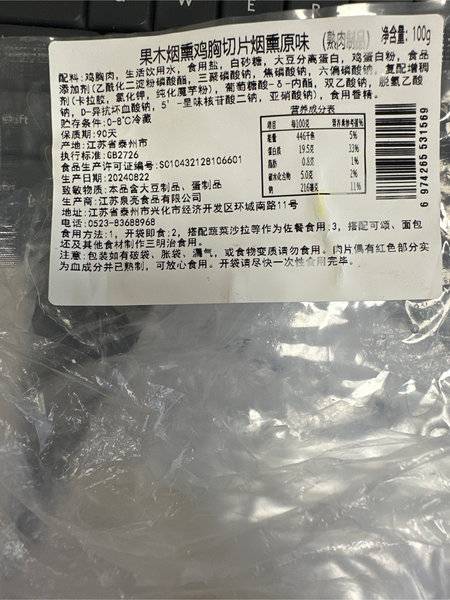 果木烟熏鸡胸切片烟熏原味 (熟肉制品) 净含量: 100g
配料:鸡胸肉, 生活饮用水, 食用盐, 白砂糖, 大豆分离蛋白, 鸡蛋白粉, 食品
添加剂(乙酰化二淀粉磷酸酯, 三聚磷酸钠, 焦磷酸钠, 六偏磷酸钠, 复配增稠
剂(卡拉胶, 氯化钾, 纯化魔芋粉), 葡萄糖酸-δ-内酯, 双乙酸钠, 脱氢乙酸
钠, D-异抗坏血酸钠, 5'-呈味核苷酸二钠, 亚硝酸钠), 食用香精。
贮存条件:0-8℃冷藏
保质期:90天
产地:江苏省泰州市
执行标准:GB2726
食品生产许可证编号:SC10432128106601
生产日期:20240822
致敏物质:本品含大豆制品、蛋制品
生产商:江苏泉亮食品有限公司
地址:江苏省泰州市兴化市经济开发区环城南路11号
电话:0523-83688968
食用方法:1, 开袋即食;2, 搭配蔬菜沙拉等作为佐餐食用;3, 搭配可颂、面包
坯及其他食材制作三明治食用。
注意:包装如有破袋、胀袋、漏气, 或食物变质请勿食用。肉片偶有红色部分实
为血成分并已熟制, 可放心食用。开袋请尽快一次性食用完毕。
营养成分表
项目 每100克 营养素参考值%
能量 446千焦 5%
蛋白质 19.5克 33%
脂肪 0.8克 1%
碳水化合物 5.0克 2%
钠 216毫克 11%
6 974265 531569
shift